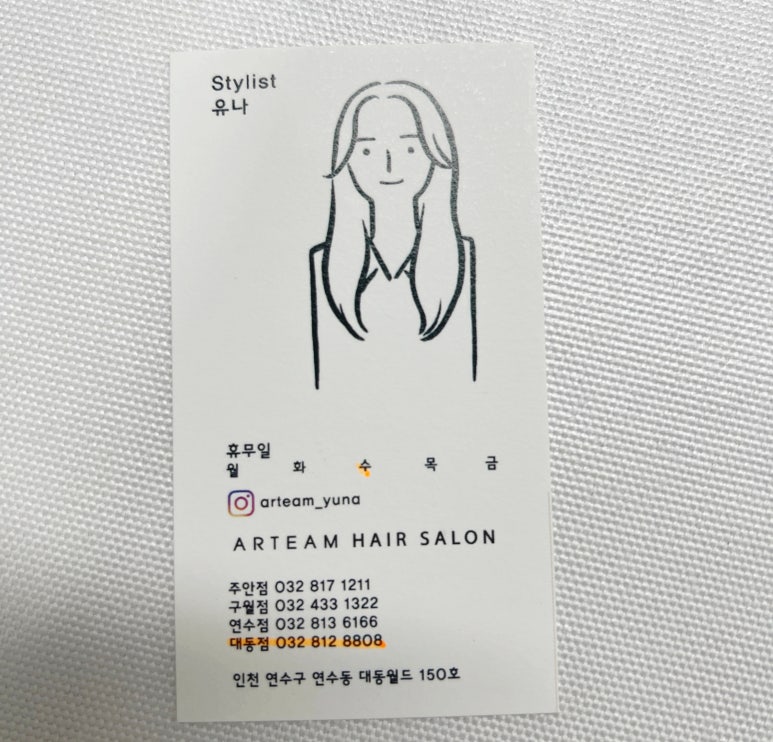 Stylist
유나
휴무일
월 화 수 목 금
arteam_yuna
ARTEAM HAIR SALON
주안점 032 817 1211
구월점 032 433 1322
연수점 032 813 6166
대동점 032 812 8808
인천 연수구 연수동 대동월드 150호